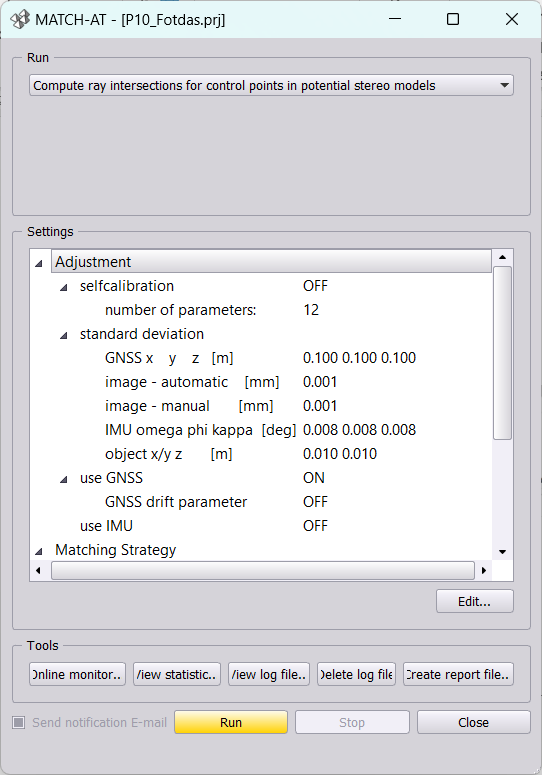 MATCH-AT - [P10_Fotdas.prj]
Run
Compute ray intersections for control points in potential stereo models
Settings
Adjustment
selfcalibration OFF
number of parameters: 12
standard deviation
GNSS x y z [m] 0.100 0.100 0.100
image - automatic [mm] 0.001
image - manual [mm] 0.001
IMU omega phi kappa [deg] 0.008 0.008 0.008
object x/y z [m] 0.010 0.010
use GNSS ON
GNSS drift parameter OFF
use IMU OFF
Matching Strategy
Edit...
Tools
Online monitor.. View statistic.. View log file.. Delete log file Create report file..
Send notification E-mail Run Stop Close